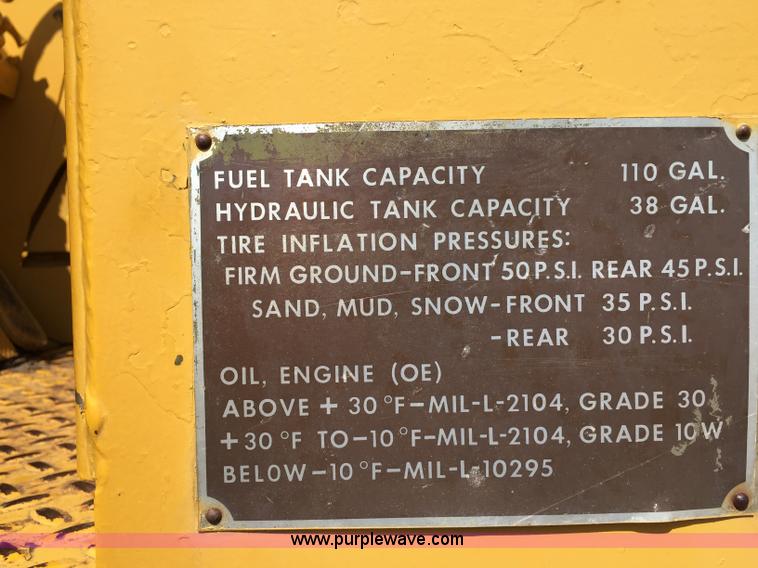 FUEL TANK CAPACITY 110 GAL.
HYDRAULIC TANK CAPACITY 38 GAL.
TIRE INFLATION PRESSURES:
FIRM GROUND-FRONT 50 P.S.I. REAR 45 P.S.I.
SAND, MUD, SNOW-FRONT 35 P.S.I.
-REAR 30 P.S.I.
OIL, ENGINE (OE)
ABOVE + 30 °F-MIL-L-2104, GRADE 30
+30 °F TO -10 °F-MIL-L-2104, GRADE 10W
BELOW -10 °F-MIL-L-10295
www.purplewave.com